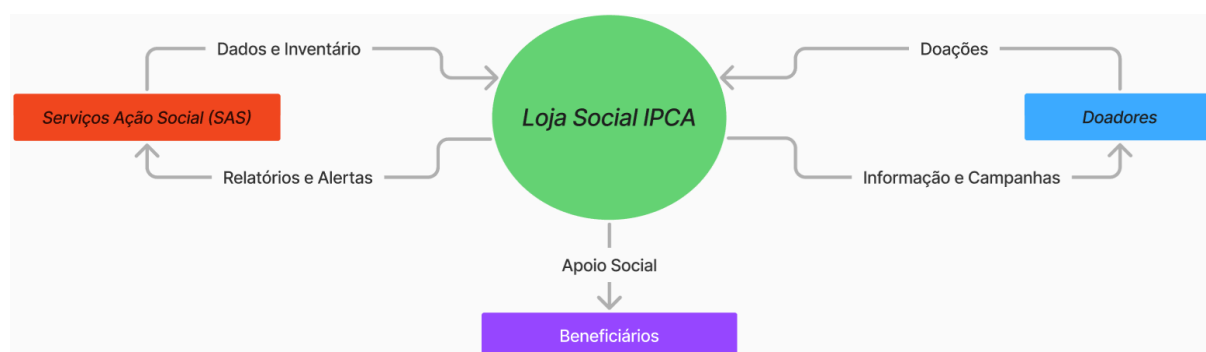 Dados e Inventário
Doações
Serviços Ação Social (SAS)
Loja Social IPCA
Doadores
Relatórios e Alertas
Informação e Campanhas
Apoio Social
Beneficiários